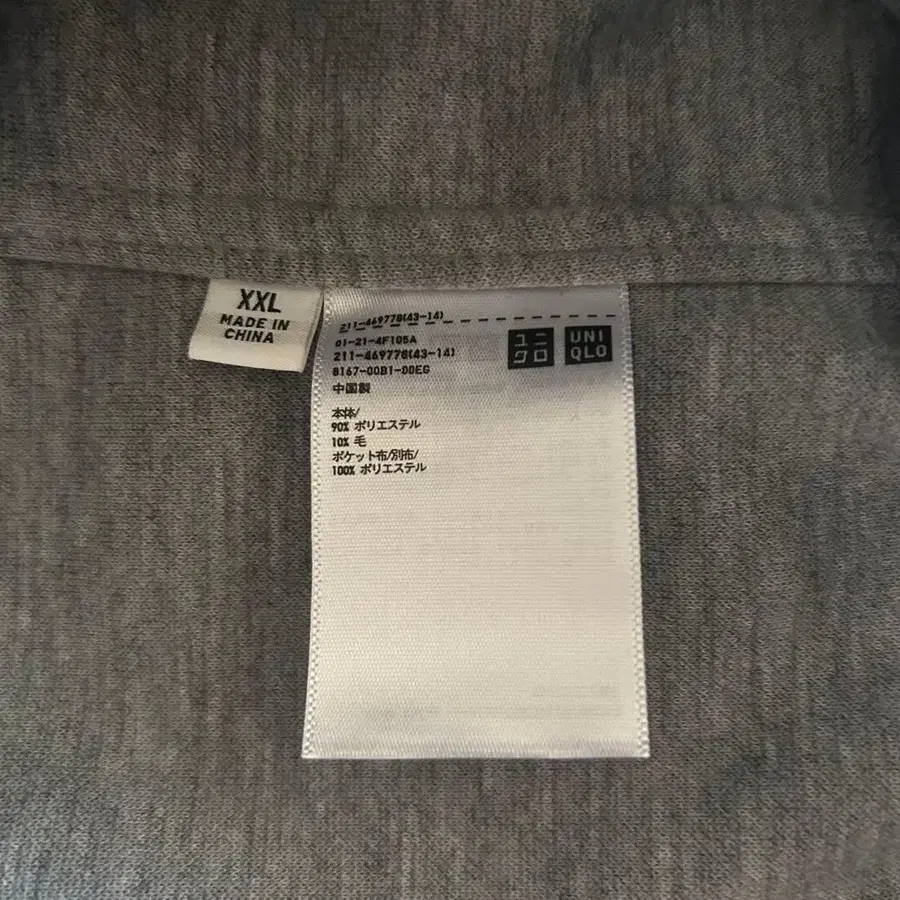 XXL
MADE IN
CHINA
211-469778(43-14)
01-21-4F105A
211-469778(43-14)
8167-00B1-DDEG
中国製
ユニ
クロ
UNI
QLO
本体/
90% ポリエステル
10% 毛
ポケット布/別布/
100% ポリエステル